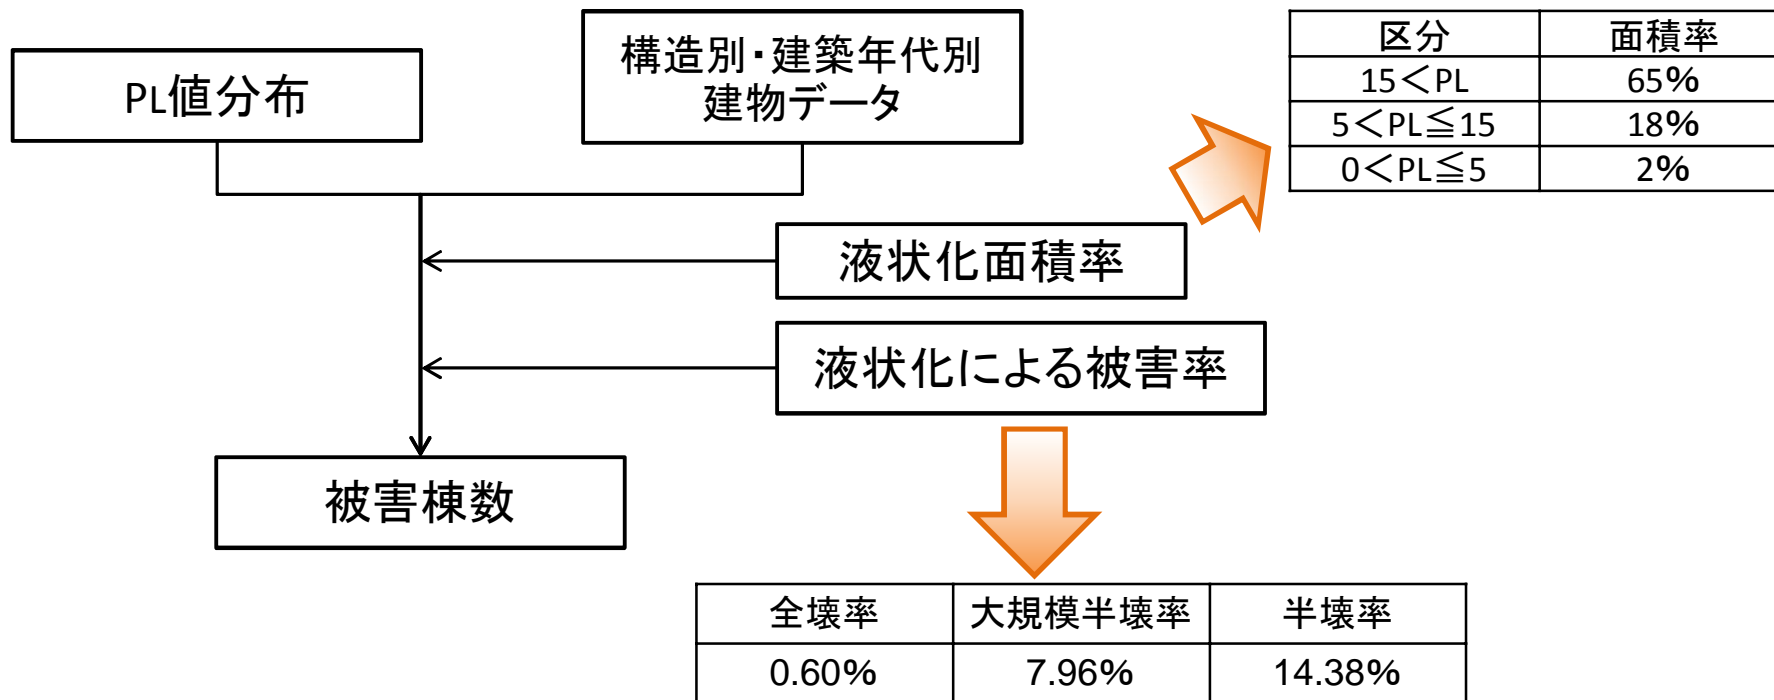 PL値分布
構造別・建築年代別
建物データ
区分 面積率
15＜PL 65%
5＜PL≦15 18%
0＜PL≦5 2%
液状化面積率
液状化による被害率
被害棟数
全壊率 大規模半壊率 半壊率
0.60% 7.96% 14.38%